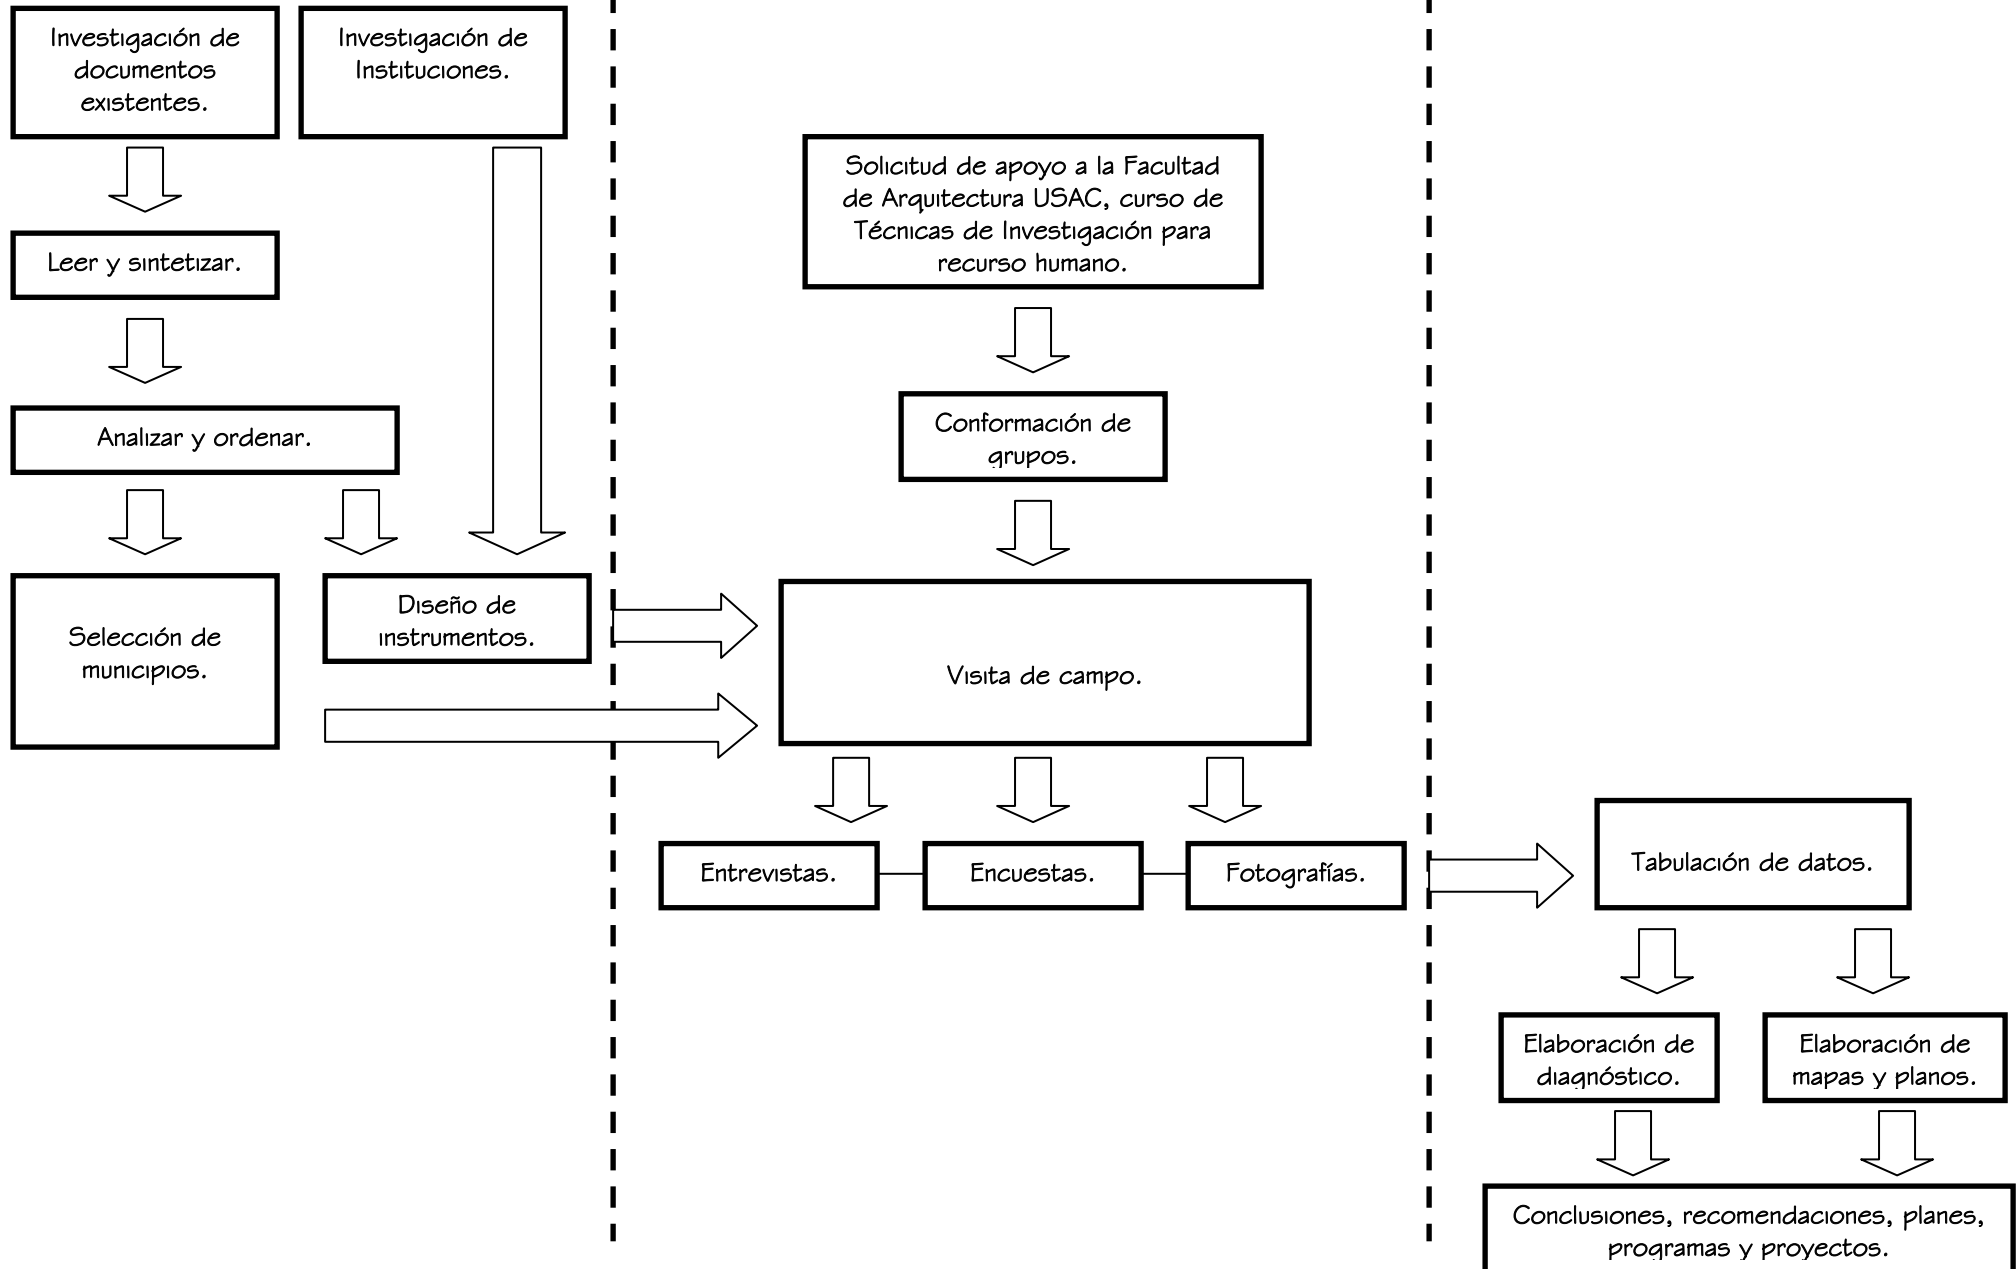 Investigación de
documentos
existentes.
Investigación de
Instituciones.
Leer y sintetizar.
Analizar y ordenar.
Selección de
municipios.
Diseño de
instrumentos.
Solicitud de apoyo a la Facultad
de Arquitectura USAC, curso de
Técnicas de Investigación para
recurso humano.
Conformación de
grupos.
Visita de campo.
Entrevistas.
Encuestas.
Fotografías.
Tabulación de datos.
Elaboración de
diagnóstico.
Elaboración de
mapas y planos.
Conclusiones, recomendaciones, planes,
programas y proyectos.